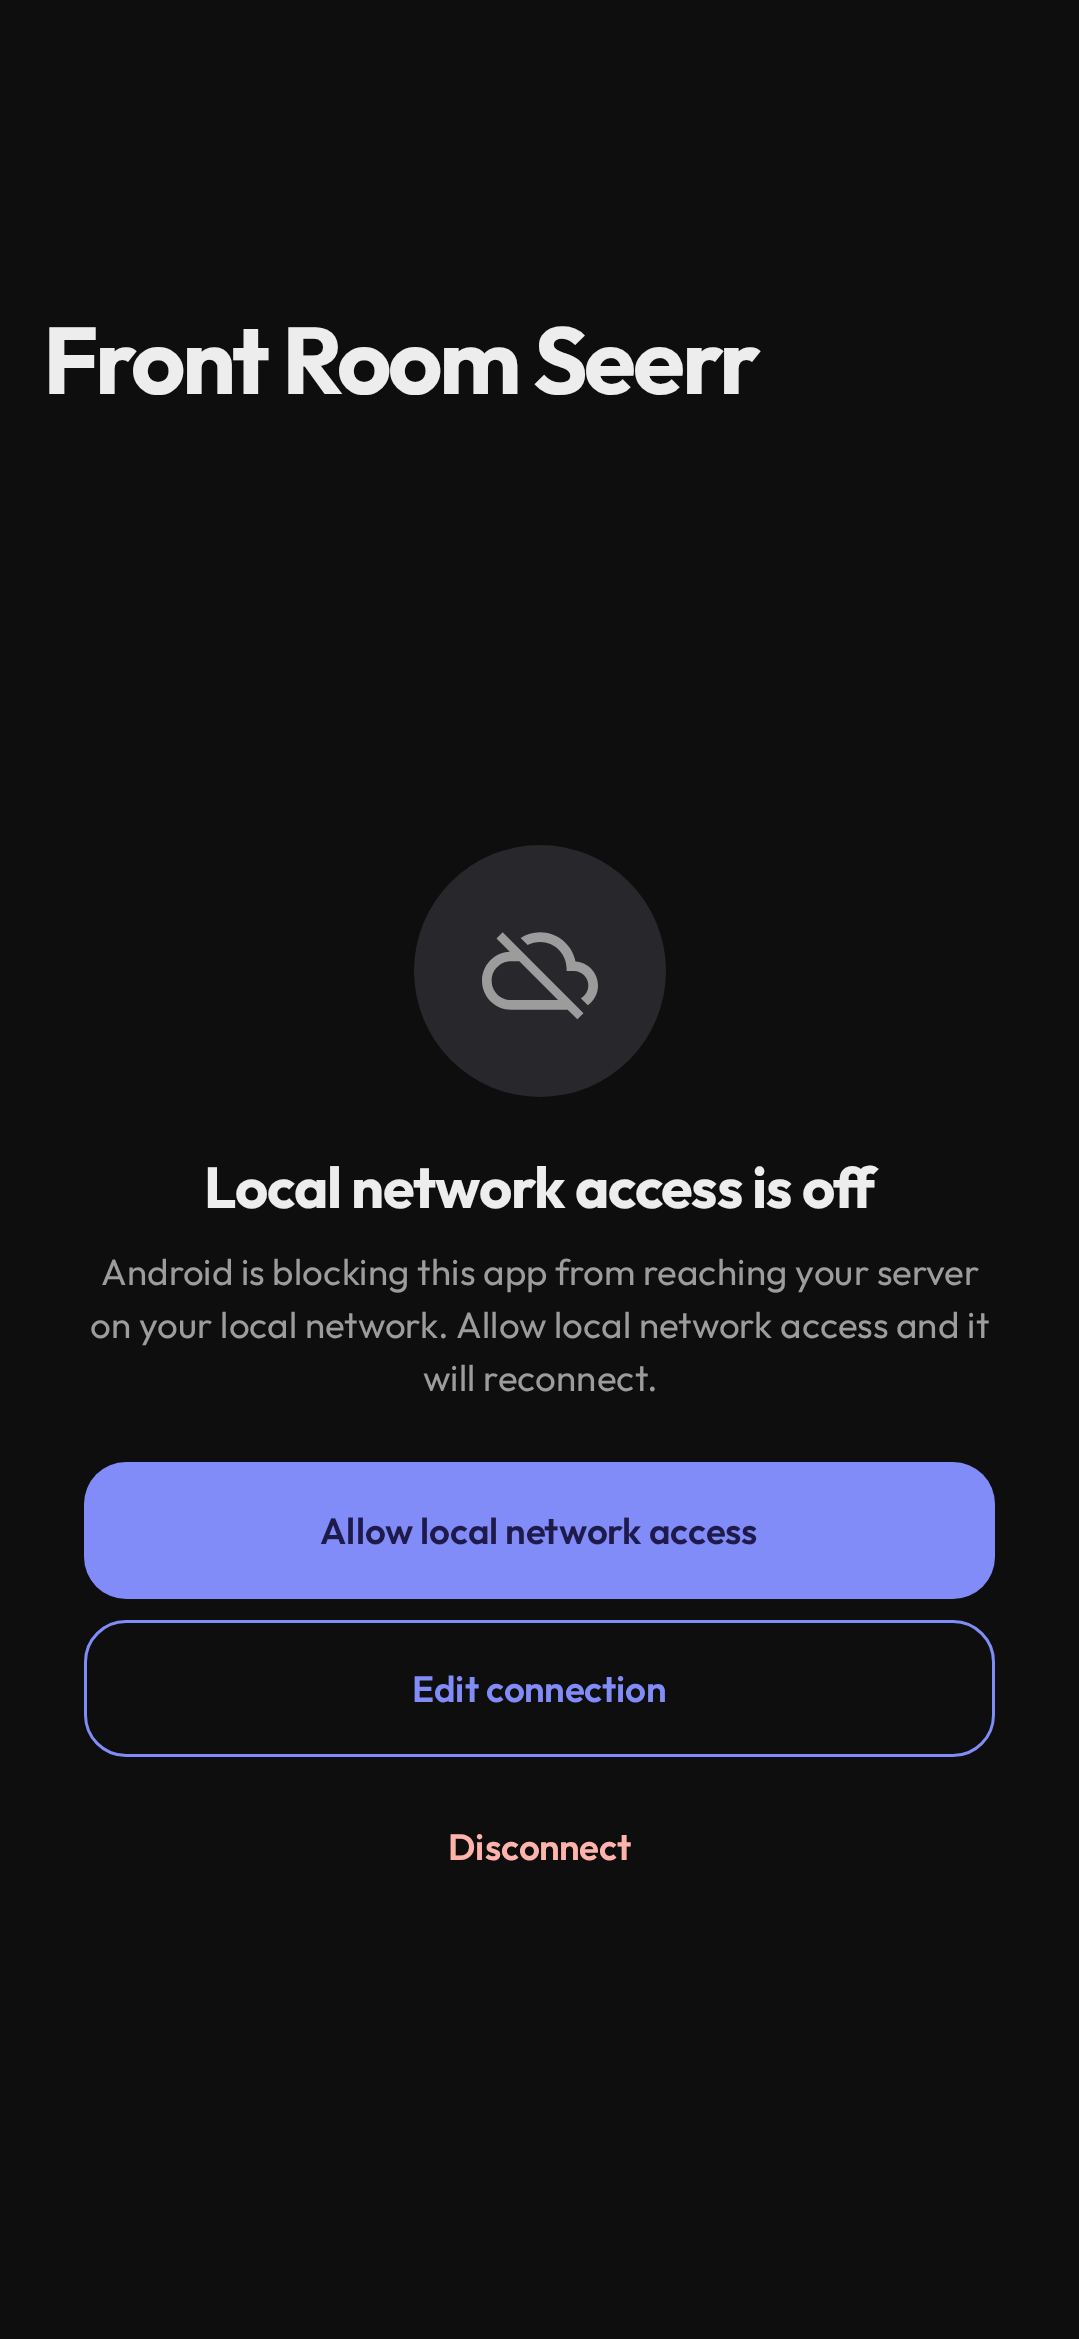 Front Room Seerr
Local network access is off
Android is blocking this app from reaching your server
on your local network. Allow local network access and it
will reconnect.
Allow local network access
Edit connection
Disconnect